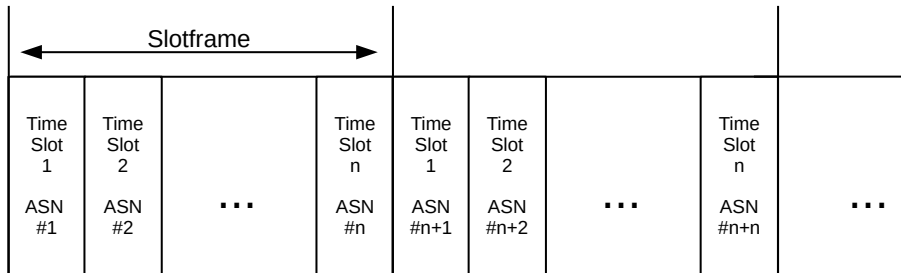 Slotframe
Time Slot 1 ASN #1
Time Slot 2 ASN #2
...
Time Slot n ASN #n
Time Slot 1 ASN #n+1
Time Slot 2 ASN #n+2
...
Time Slot n ASN #n+n
...